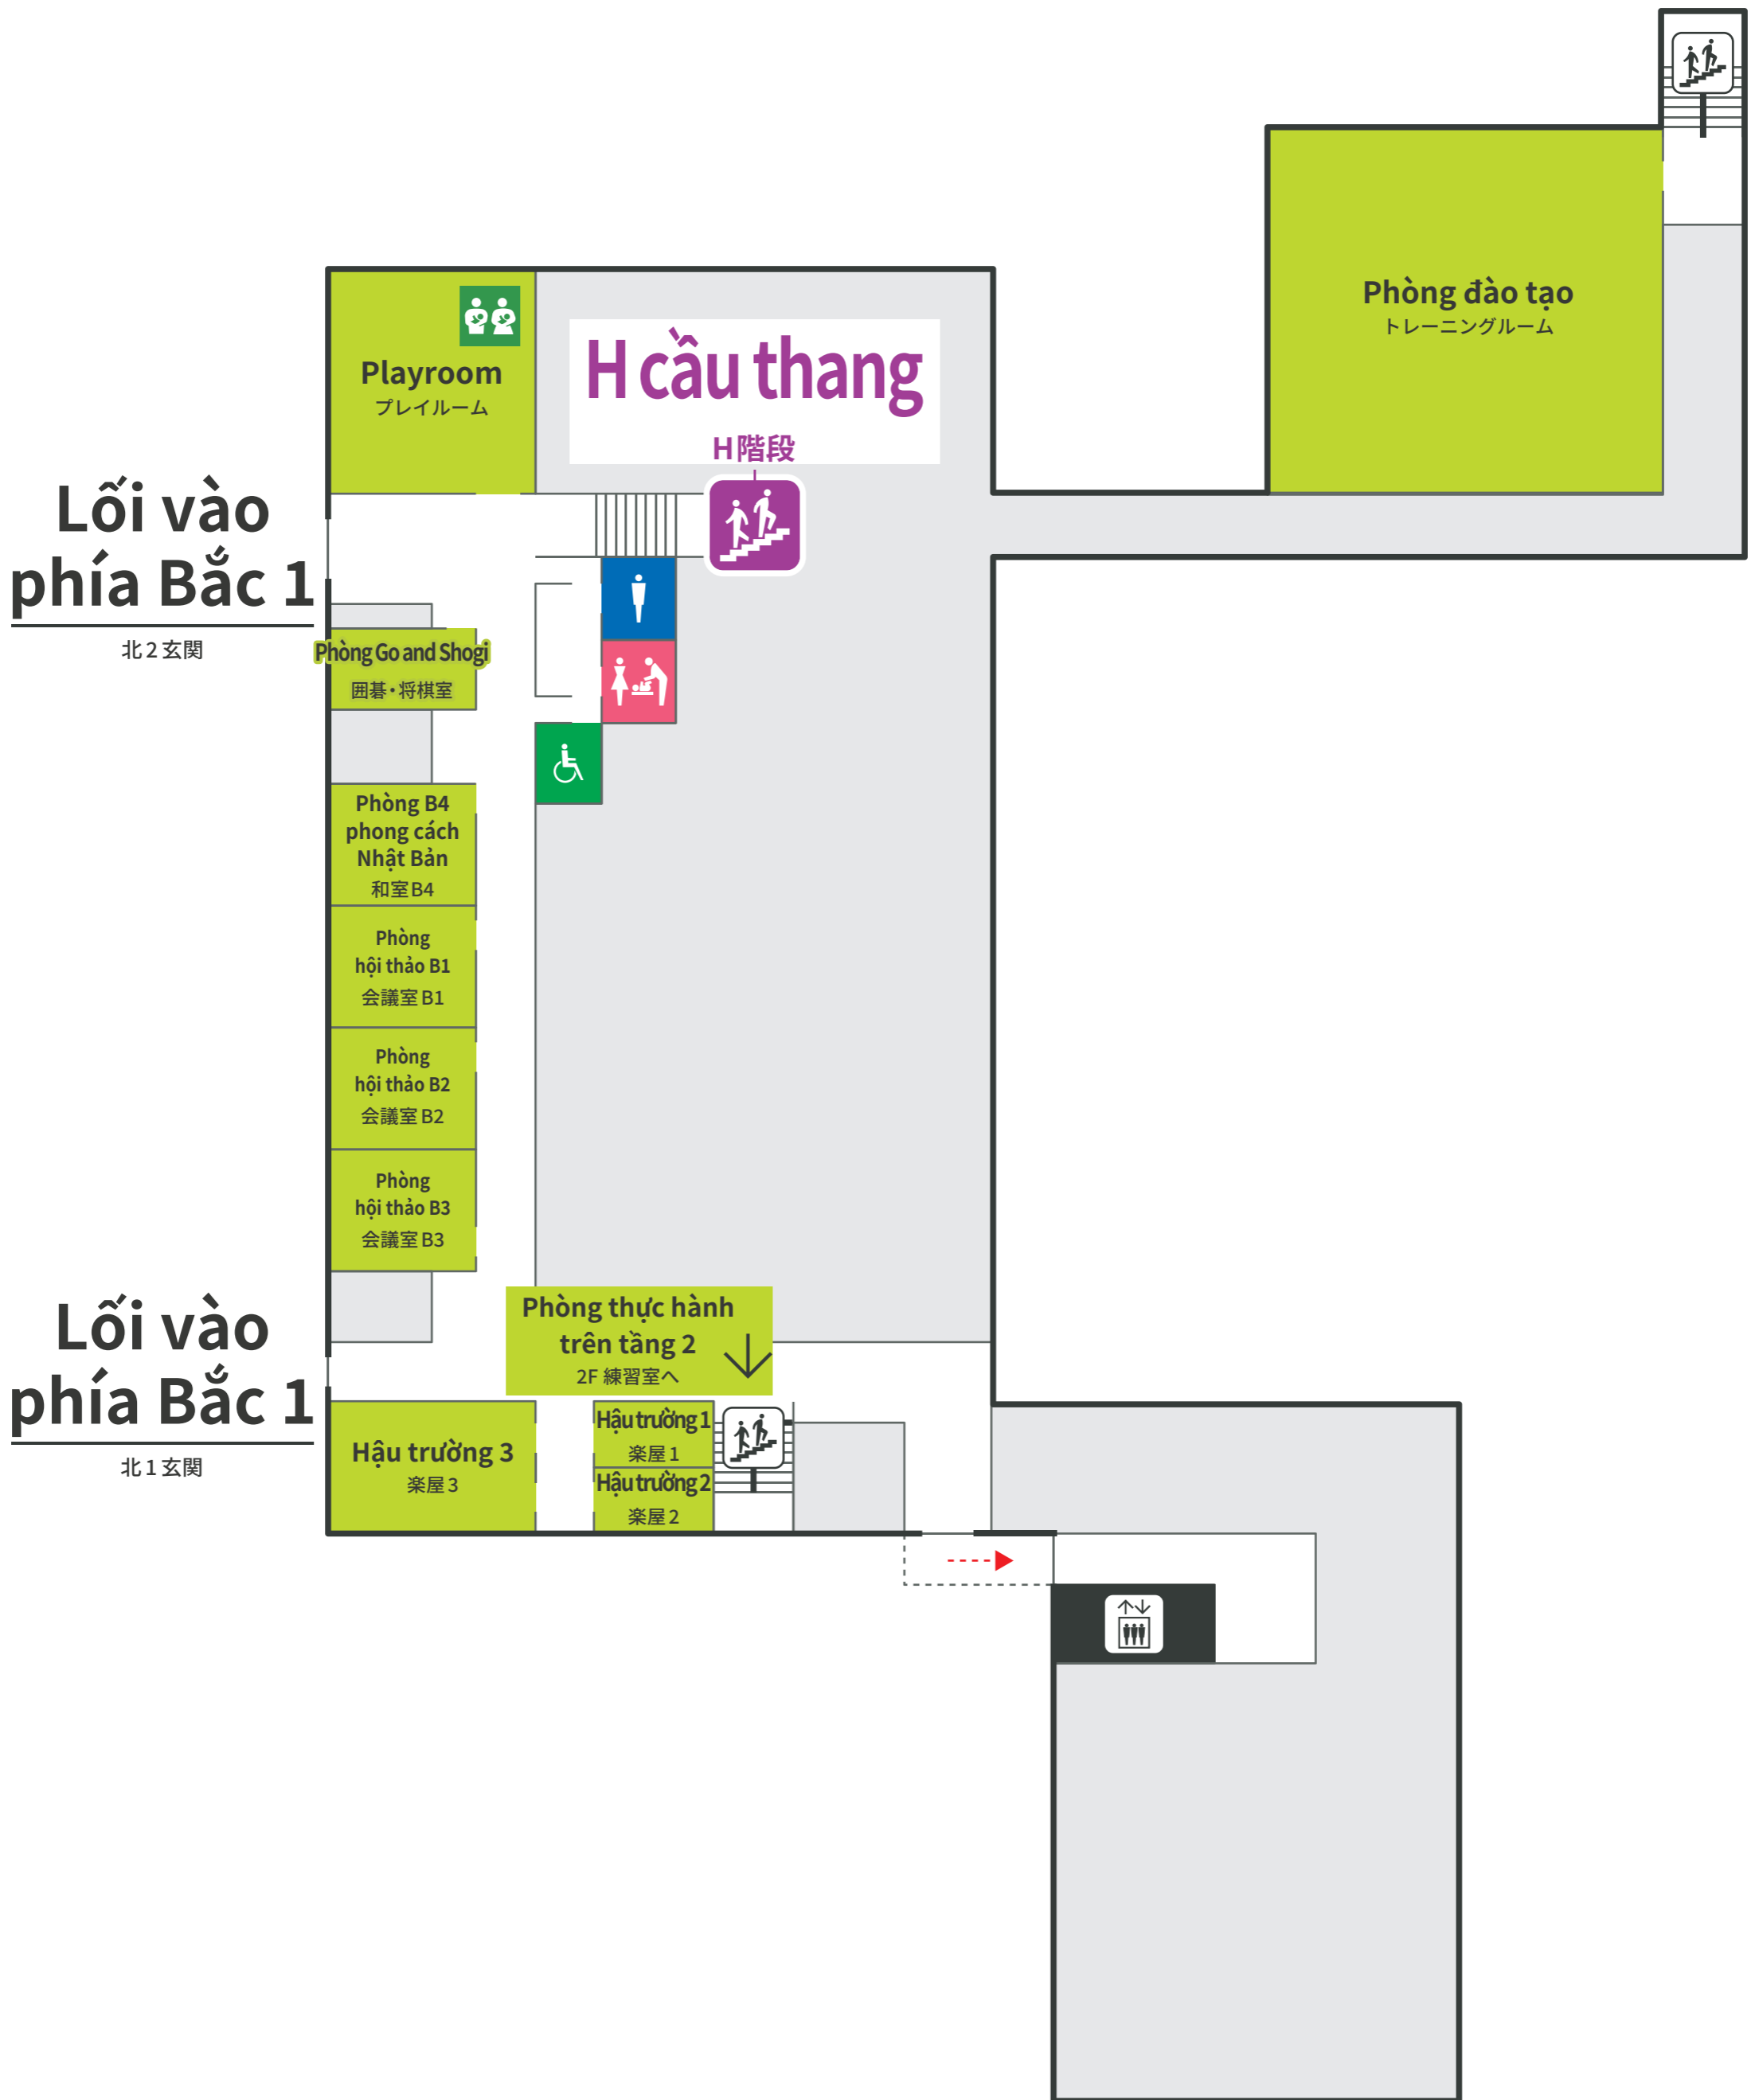 Phòng đào tạo
トレーニングルーム
Playroom
プレイルーム
H cầu thang
H階段
Lối vào
phía Bắc 1
北2玄関
Phòng Go and Shogi
囲碁・将棋室
Phòng B4
phong cách
Nhật Bản
和室B4
Phòng
hội thảo B1
会議室B1
Phòng
hội thảo B2
会議室B2
Phòng
hội thảo B3
会議室B3
Lối vào
phía Bắc 1
北1玄関
Phòng thực hành
trên tầng 2
2F 練習室へ
Hậu trường 3
楽屋3
Hậu trường 1
楽屋1
Hậu trường 2
楽屋2